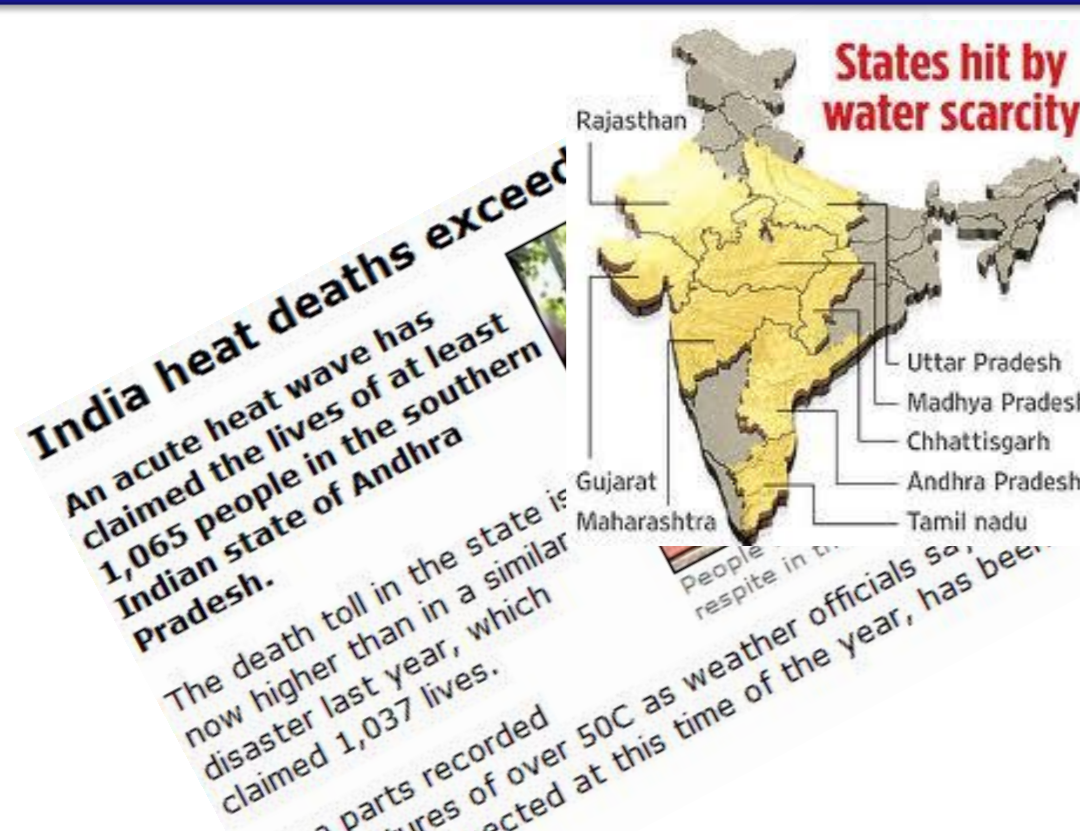 States hit by
water scarcity
Rajasthan
Uttar Pradesh
Madhya
Chhattisgarh
Andhra Pradesh
Tamil nadu
Gujarat
Maharashtra
India heat deaths exceed
An acute heat wave has
claimed the lives of at least
1,065 people in the southern
Indian state of Andhra
Pradesh.
The death toll in the state is
now higher than in a similar
disaster last year, which
claimed 1,037 lives.
parts recorded
of over 50C as weather officials
at this time of the year, has been
People
respite in